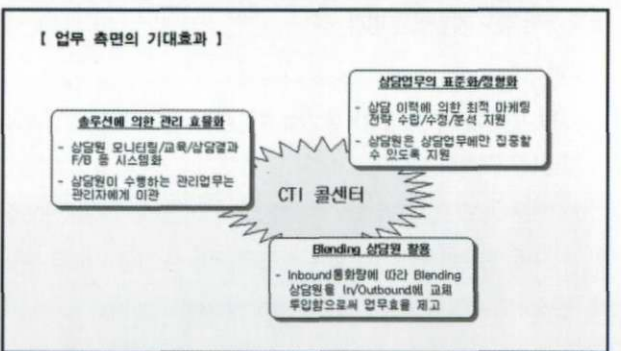 [ 업무 측면의 기대효과 ]
솔루션에 의한 관리 효율화
- 상담원 모니터링/교육/상담결과
F/B 등 시스템화
- 상담원이 수행하는 관리업무는
관리자에게 이관
상담업무의 표준화/정형화
- 상담 이력에 의한 최적 마케팅
전략 수립/수정/분석 지원
- 상담원은 상담업무에만 집중할
수 있도록 지원
CTI 콜센터
Blending 상담원 활용
- Inbound통화량에 따라 Blending
상담원을 In/Outbound에 교체
투입함으로써 업무효율 제고